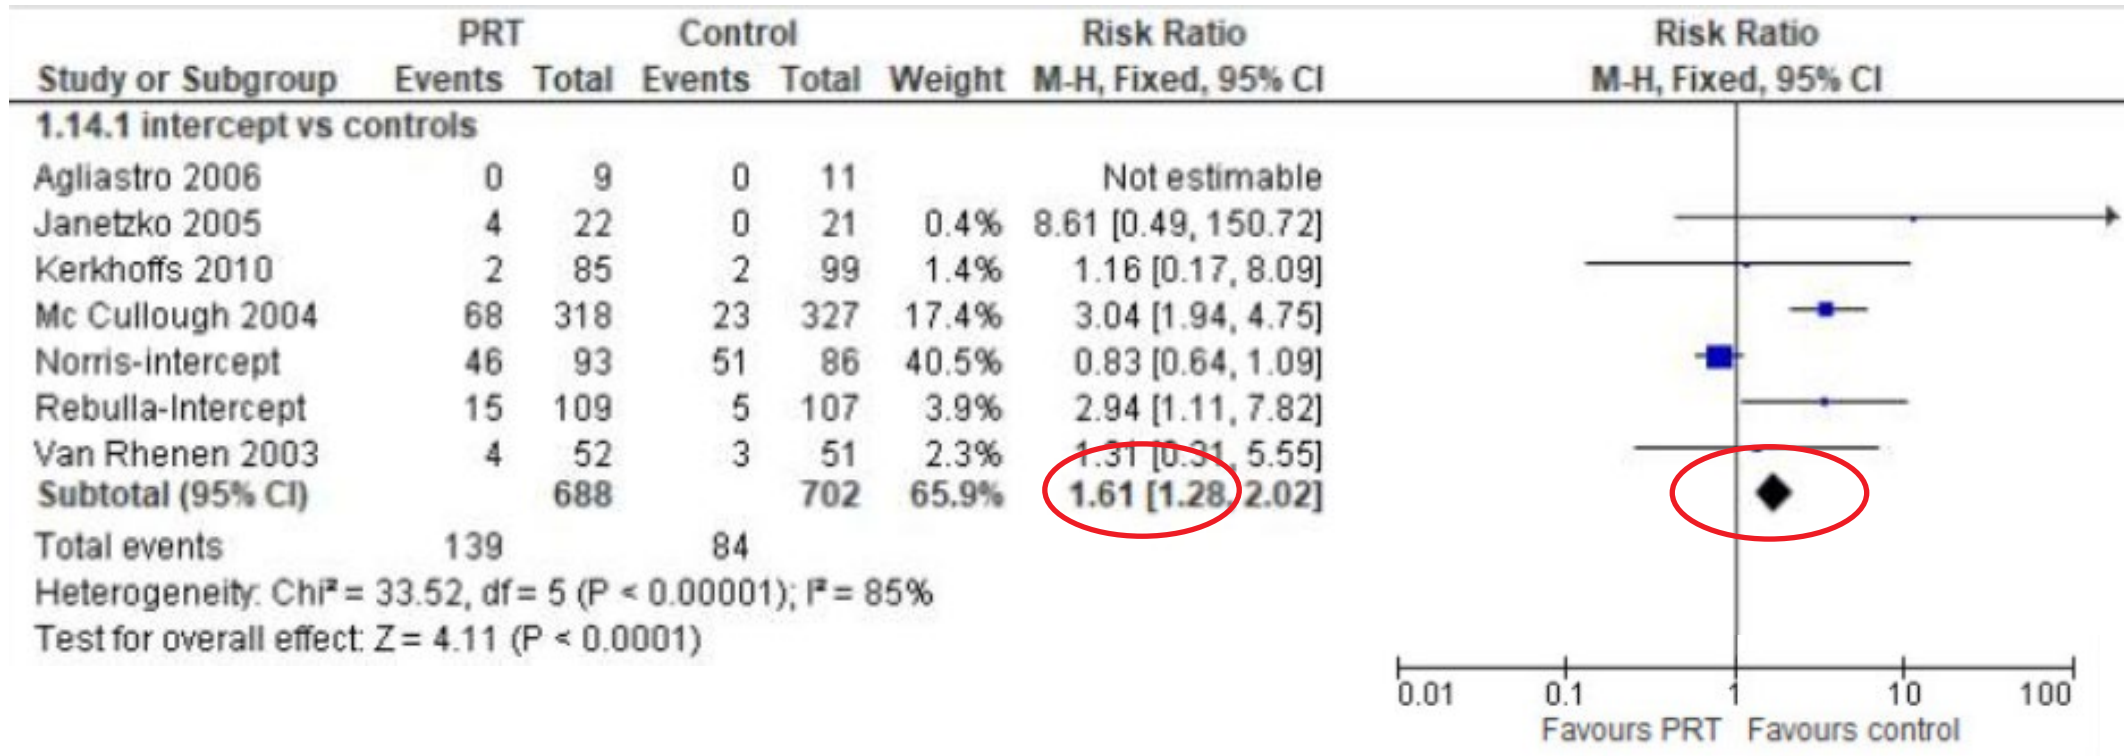 PRT Control Risk Ratio Risk Ratio
Study or Subgroup Events Total Events Total Weight M-H, Fixed, 95% CI M-H, Fixed, 95% CI
1.14.1 intercept vs controls
Agliastro 2006 0 9 0 11 Not estimable
Janetzko 2005 4 22 0 21 0.4% 8.61 [0.49, 150.72]
Kerkhoffs 2010 2 85 2 99 1.4% 1.16 [0.17, 8.09]
Mc Cullough 2004 68 318 23 327 17.4% 3.04 [1.94, 4.75]
Norris-intercept 46 93 51 86 40.5% 0.83 [0.64, 1.09]
Rebulla-Intercept 15 109 5 107 3.9% 2.94 [1.11, 7.82]
Van Rhenen 2003 4 52 3 51 2.3% 1.31 [0.31, 5.55]
Subtotal (95% CI) 688 702 65.9% 1.61 [1.28, 2.02]
Total events 139 84
Heterogeneity: Chi² = 33.52, df = 5 (P < 0.00001); I² = 85%
Test for overall effect: Z = 4.11 (P < 0.0001)
0.01 0.1 1 10 100
Favours PRT Favours control